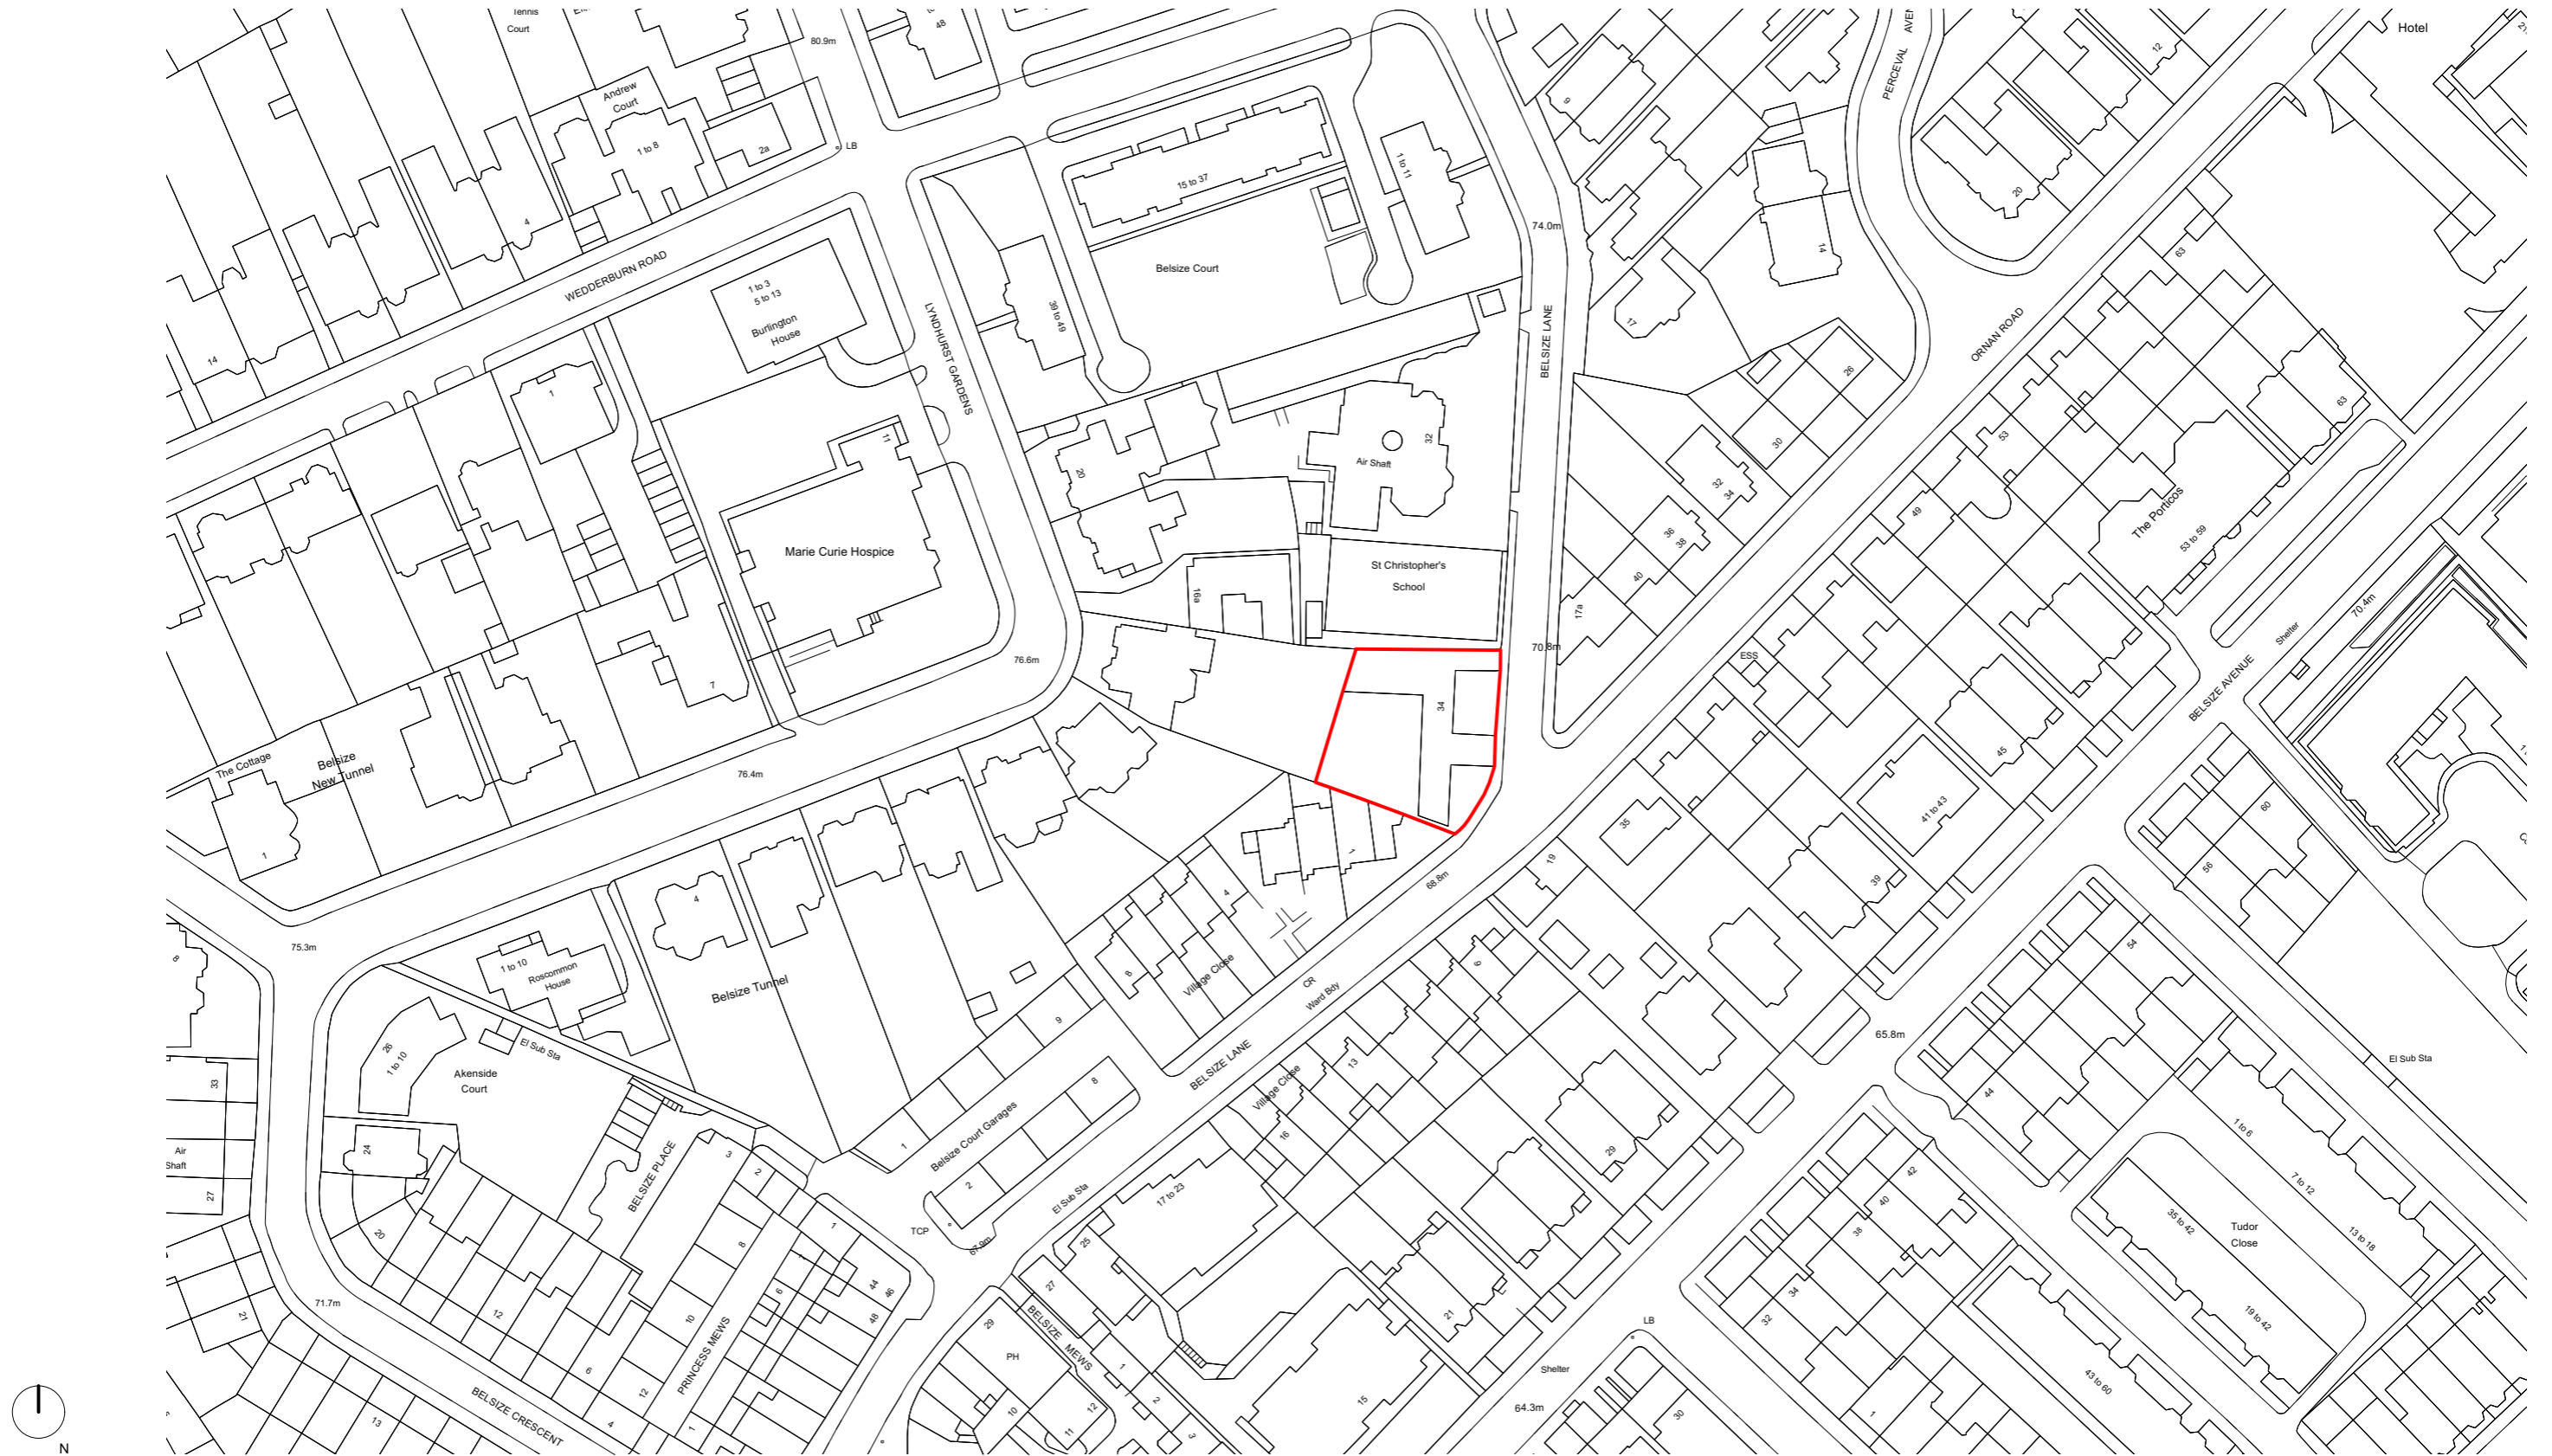 Tennis
Court
80.9m
48
Hotel
12
PERCEVAL
Andrew
Court
1 to 8
2a
LB
9
1 to 11
15 to 37
20
4
74.0m
14
Belsize Court
WEDDERBURN ROAD
1 to 3
5 to 13
Burlington
House
39 to 49
LYNDHURST GARDENS
BELSIZE LANE
17
63
ORNAN ROAD
14
1
26
11
20
32
Air Shaft
30
53
63
32
34
49
The Porticos
53 to 59
36
38
Marie Curie Hospice
St Christopher's
School
16a
40
17a
70.4m
Shelter
76.6m
70.8m
ESS
7
34
BELSIZE AVENUE
The Cottage
Belsize
New Tunnel
76.4m
45
41 to 43
60
35
1
1
19
56
68.8m
39
4
4
75.3m
8
1 to 10
Roscommon
House
Belsize Tunnel
8
Village Close
CR
Ward Bdy
9
54
9
65.8m
26
1 to 10
El Sub Sta
Akenside
Court
BELSIZE LANE
13
El Sub Sta
33
8
Village Close
44
Belsize Court Garages
16
1 to 6
Air
Shaft
24
1
29
27
BELSIZE PLACE
3
2
2
El Sub Sta
17 to 23
42
40
7 to 12
35 to 42
TCP
67.9m
25
38
Tudor
Close
13 to 18
20
1
8
27
44
46
48
6
34
32
21
19 to 42
71.7m
21
12
10
29
BELSIZE
MEWS
LB
PRINCESS MEWS
PH
1
Shelter
43 to 60
6
12
2
15
64.3m
30
1
BELSIZE CRESCENT
13
4
1
10
12
11
3
N